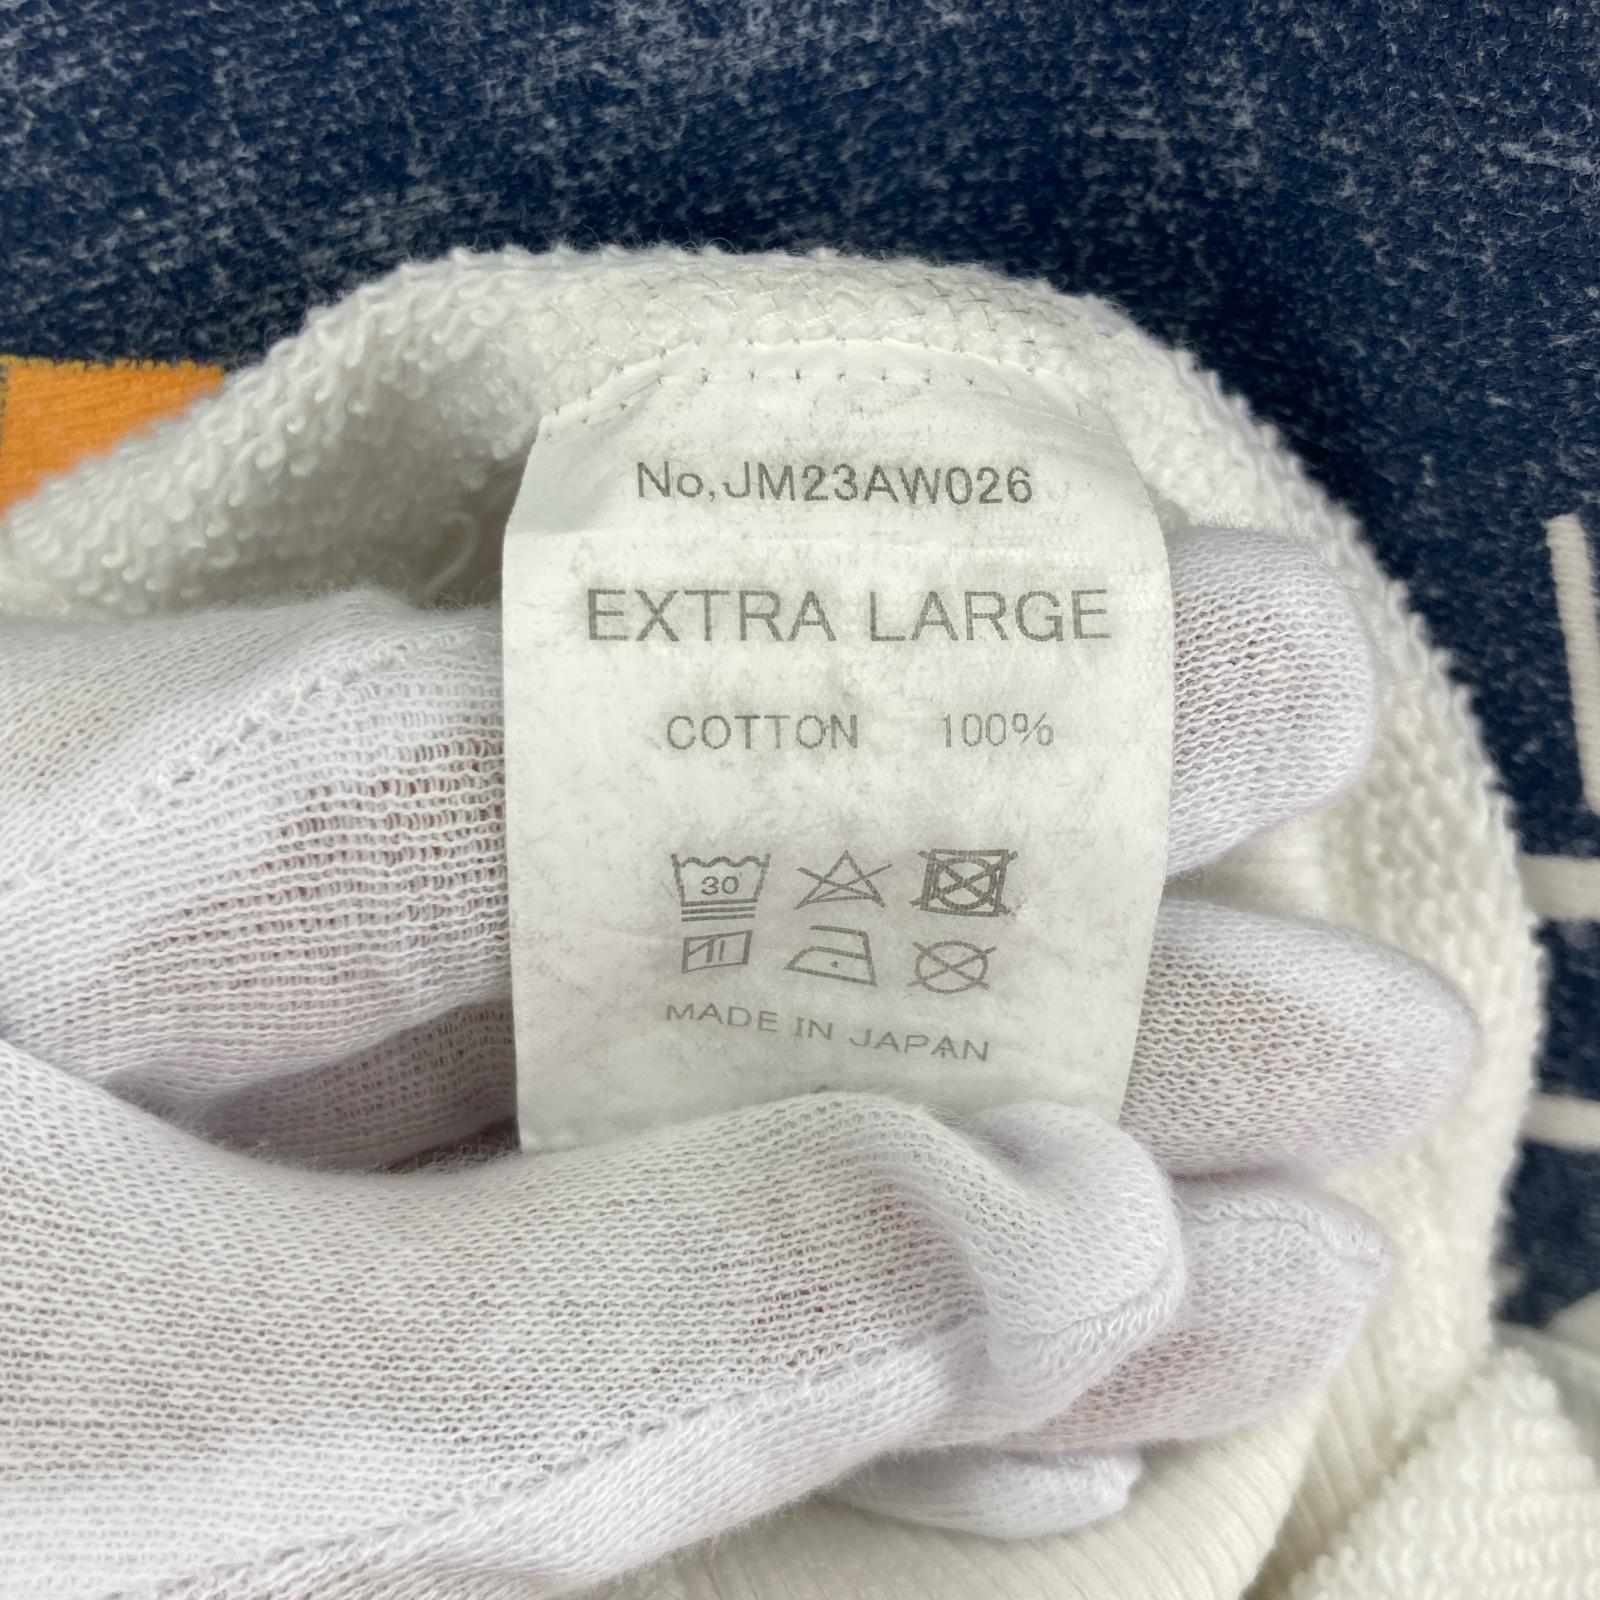 No,JM23AW026
EXTRA LARGE
COTTON 100%
30
MADE IN JAPAN